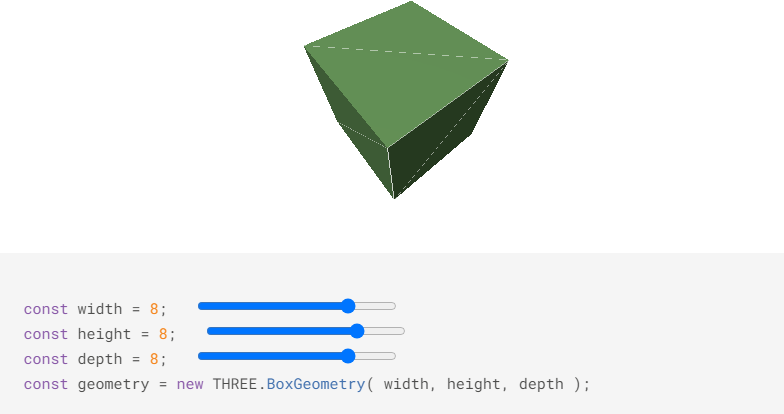 const width = 8;
const height = 8;
const depth = 8;
const geometry = new THREE.BoxGeometry( width, height, depth );